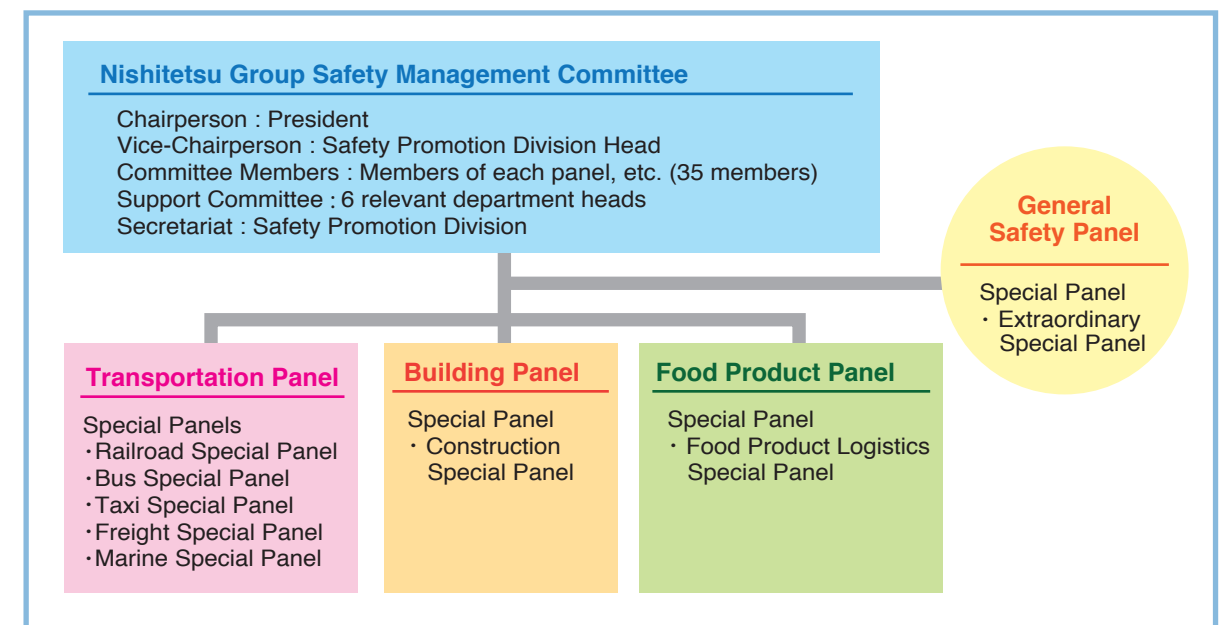 Nishitetsu Group Safety Management Committee
Chairperson : President
Vice-Chairperson : Safety Promotion Division Head
Committee Members : Members of each panel, etc. (35 members)
Support Committee : 6 relevant department heads
Secretariat : Safety Promotion Division
General
Safety Panel
Special Panel
・Extraordinary
Special Panel
Transportation Panel
Special Panels
・Railroad Special Panel
・Bus Special Panel
・Taxi Special Panel
・Freight Special Panel
・Marine Special Panel
Building Panel
Special Panel
・Construction
Special Panel
Food Product Panel
Special Panel
・Food Product Logistics
Special Panel